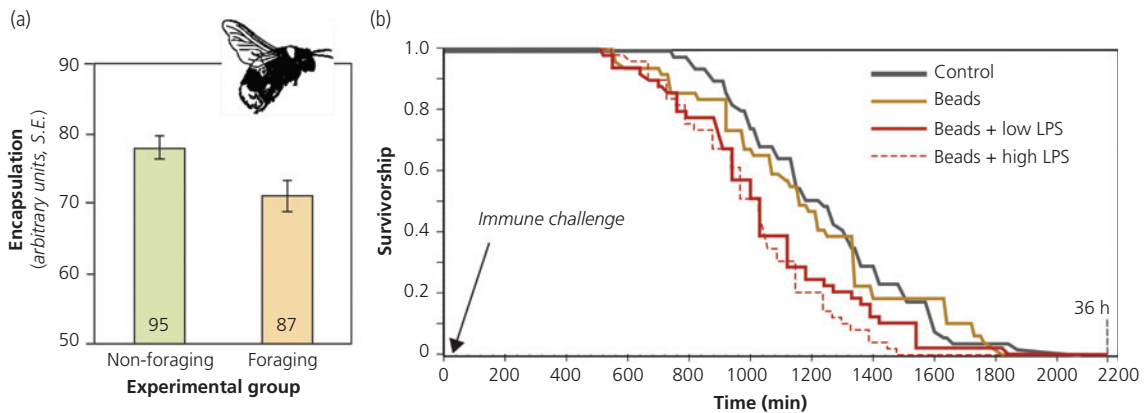 (a)
90
80
70
60
50
Encapsulation
(arbitrary units, S.E.)
95
87
Non-foraging
Foraging
Experimental group
(b)
1.0
0.8
0.6
0.4
0.2
0
Survivorship
Immune challenge
Control
Beads
Beads + low LPS
Beads + high LPS
36 h
0 200 400 600 800 1000 1200 1400 1600 1800 2000 2200
Time (min)